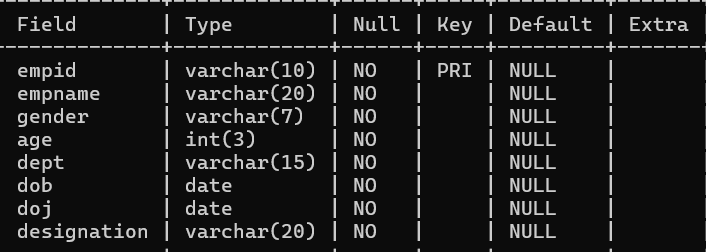 Field | Type | Null | Key | Default | Extra
empid | varchar(10) | NO | PRI | NULL |
empname | varchar(20) | NO | | NULL |
gender | varchar(7) | NO | | NULL |
age | int(3) | NO | | NULL |
dept | varchar(15) | NO | | NULL |
dob | date | NO | | NULL |
doj | date | NO | | NULL |
designation | varchar(20) | NO | | NULL |